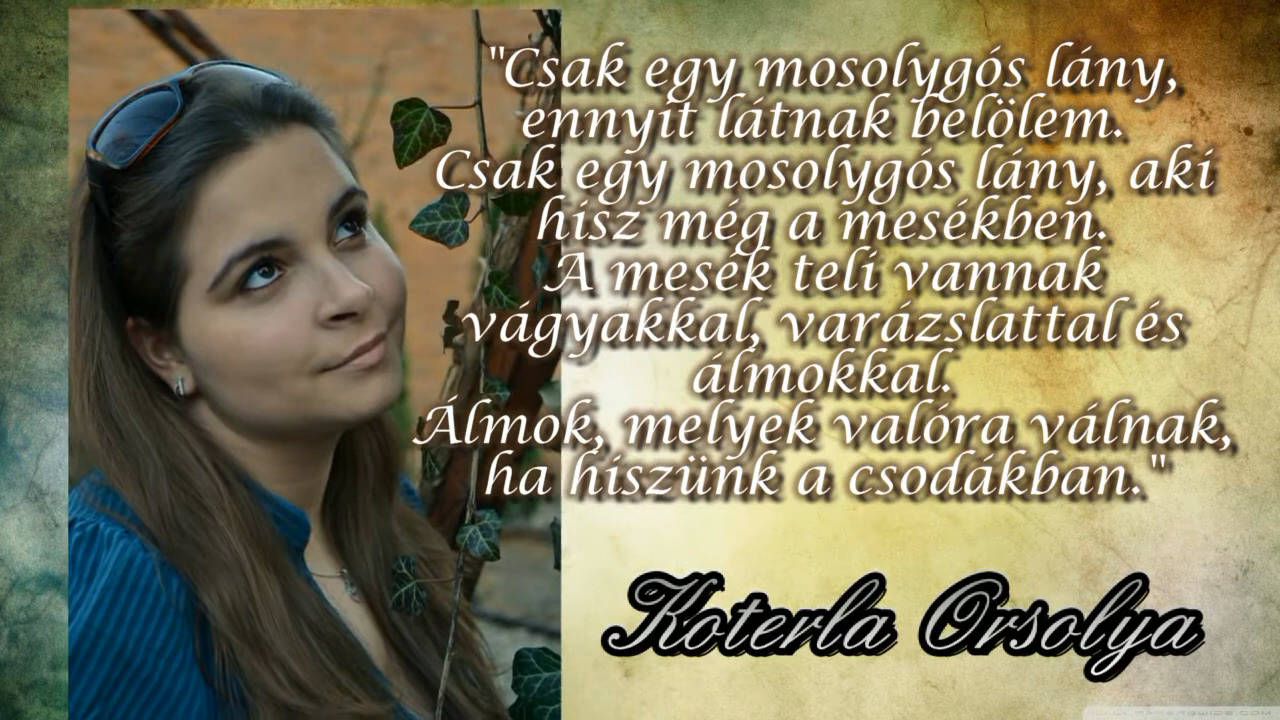 "Csak egy mosolygós lány,
ennyit látnak belölem.
Csak egy mosolygós lány, aki
hisz még a mesékben.
A mesék teli vannak
vágyakkal, varázslattal és
álmokkal.
Álmok, melyek valóra válnak,
ha hiszünk a csodákban."
Koterla Orsolya